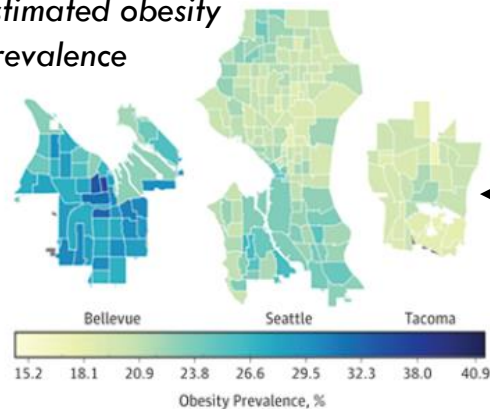 stimated obesity
revalence
Bellevue Seattle Tacoma
15.2 18.1 20.9 23.8 26.6 29.5 32.3 38.0 40.9
Obesity Prevalence, %